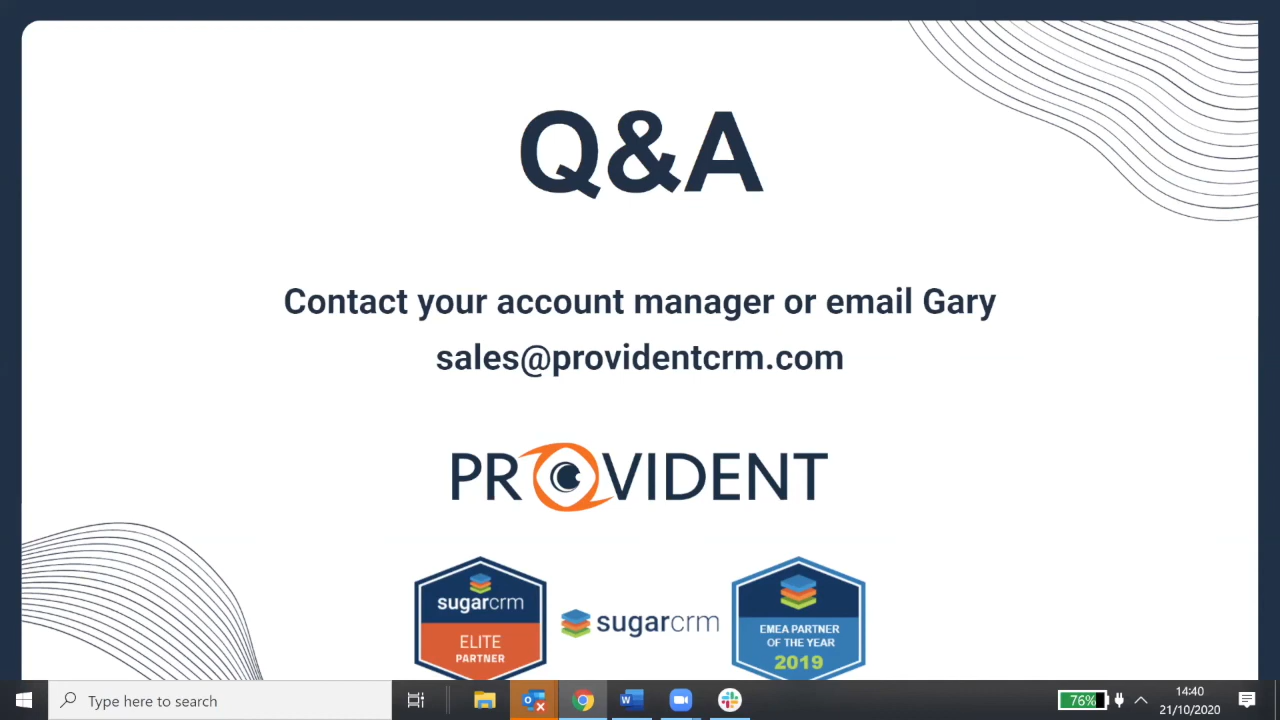 Q&A
Contact your account manager or email Gary
sales@providentcrm.com
PROVIDENT
sugarcrm
ELITE
PARTNER
sugarcrm
EMEA PARTNER
OF THE YEAR
2019
Type here to search
76%
14:40
21/10/2020